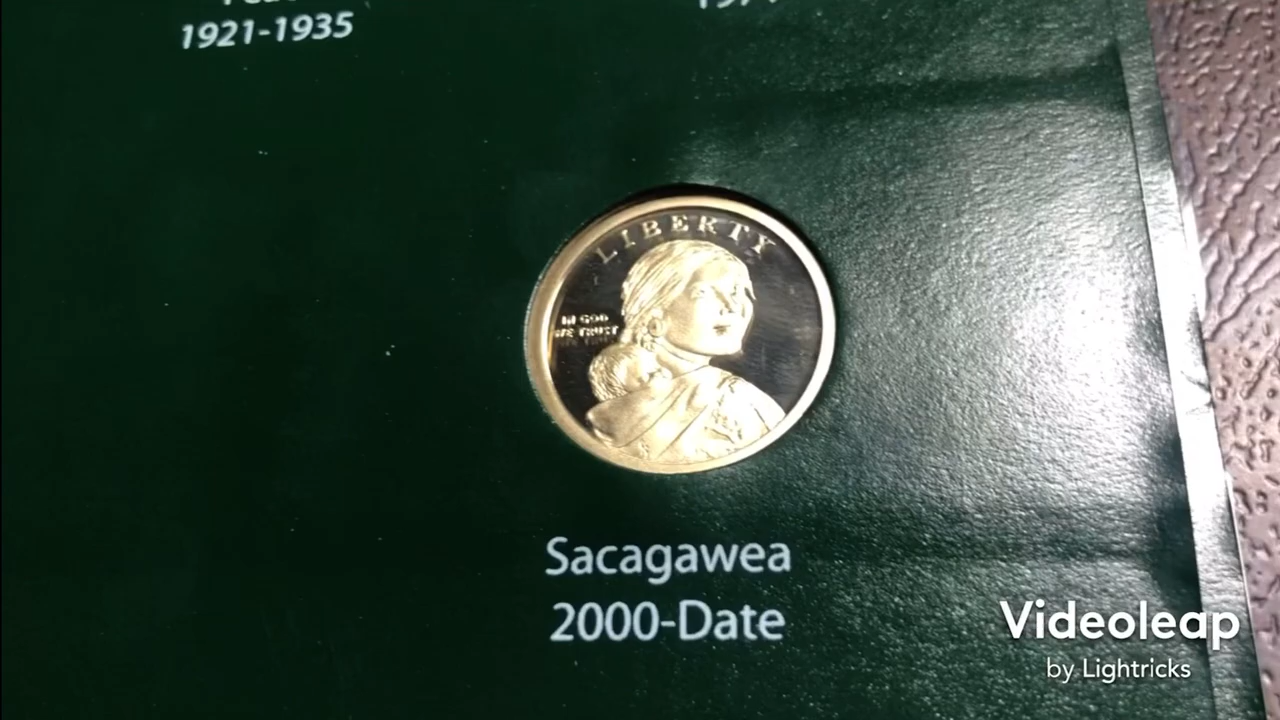 1921-1935
LIBERTY
IN GOD
WE TRUST
Sacagawea
2000-Date
Videoleap
by Lightricks